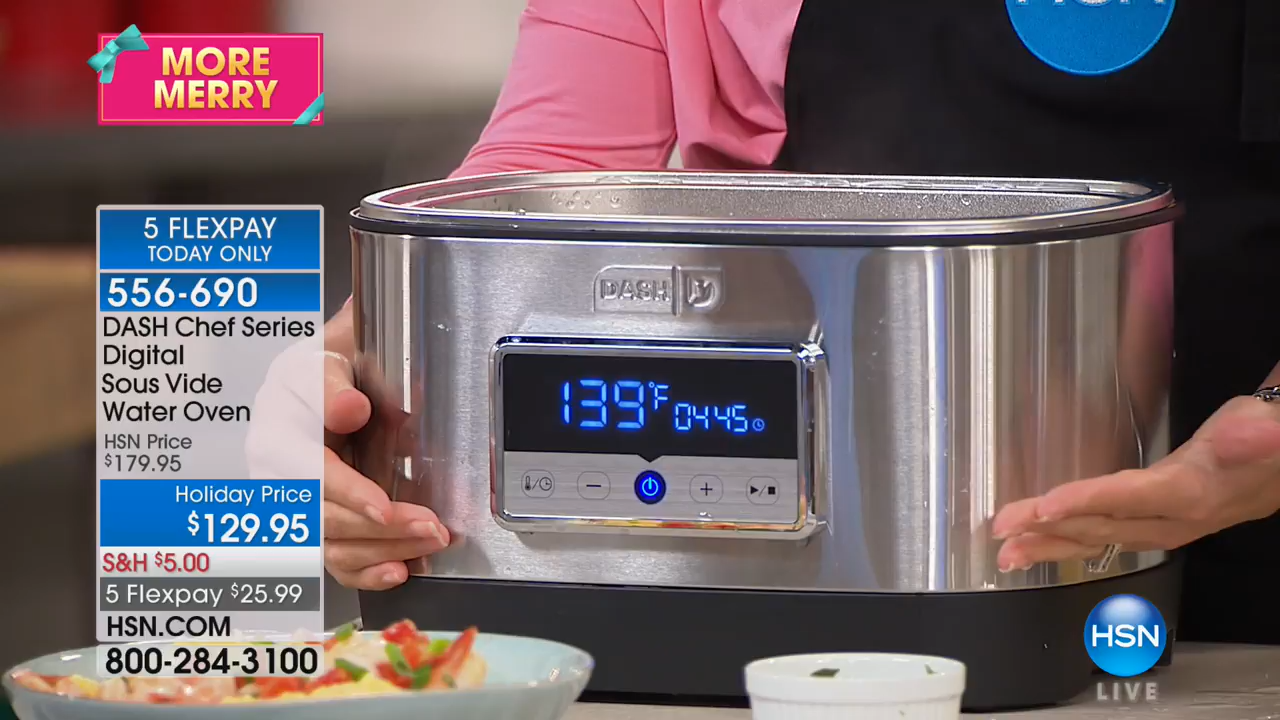 MORE
MERRY
5 FLEXPAY
TODAY ONLY
556-690
DASH Chef Series
Digital
Sous Vide
Water Oven
HSN Price
$179.95
Holiday Price
$129.95
S&H $5.00
5 Flexpay $25.99
HSN.COM
800-284-3100
HSN
DASH
139°F 0445
HSN
LIVE